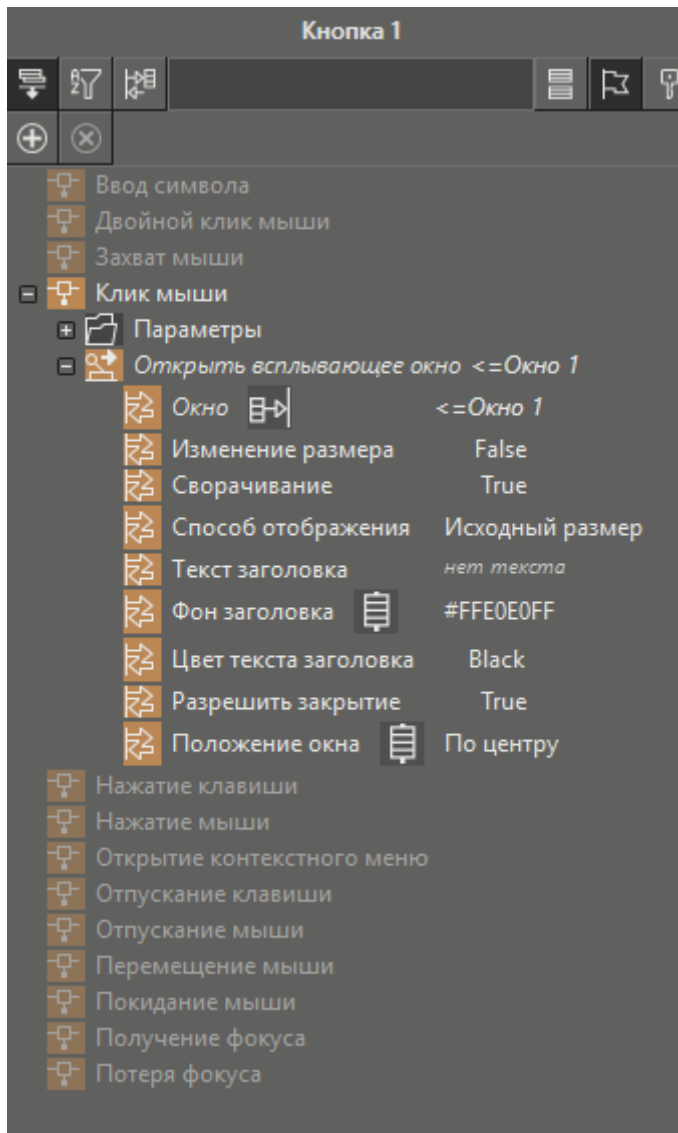 Кнопка 1
Ввод символа
Двойной клик мыши
Захват мыши
Клик мыши
Параметры
Открыть всплывающее окно <=Окно 1
Окно <=Окно 1
Изменение размера False
Сворачивание True
Способ отображения Исходный размер
Текст заголовка нет текста
Фон заголовка #FFE0E0FF
Цвет текста заголовка Black
Разрешить закрытие True
Положение окна По центру
Нажатие клавиши
Нажатие мыши
Открытие контекстного меню
Отпускание клавиши
Отпускание мыши
Перемещение мыши
Покидание мыши
Получение фокуса
Потеря фокуса